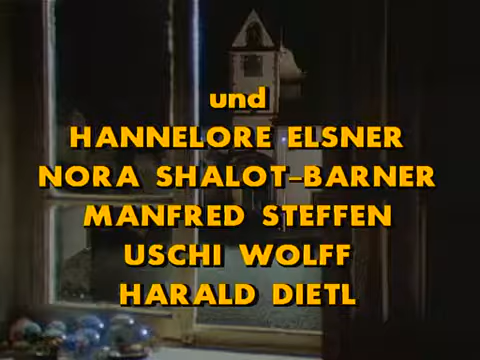 und
HANNELORE ELSNER
NORA SHALOT-BARNER
MANFRED STEFFEN
USCHI WOLFF
HARALD DIETL